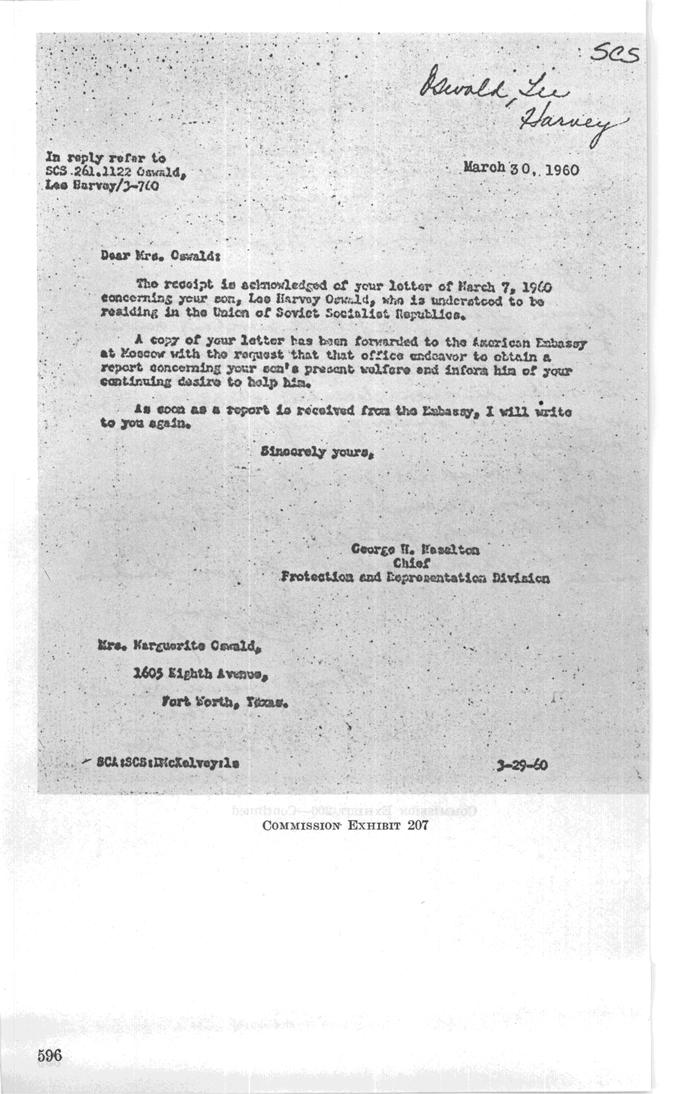 SCS
Oswald, Lee
Harvey
In reply refer to
SCS 261.1122 Oswald,
Lee Harvey/3-760
March 30, 1960
Dear Mrs. Oswald:
The receipt is acknowledged of your letter of March 7, 1960
concerning your son, Lee Harvey Oswald, who is understood to be
residing in the Union of Soviet Socialist Republics.
A copy of your letter has been forwarded to the American Embassy
at Moscow with the request that that office endeavor to obtain a
report concerning your son's present welfare and inform him of your
continuing desire to help him.
As soon as a report is received from the Embassy, I will write
to you again.
Sincerely yours,
George H. Haselton
Chief
Protection and Representation Division
Mrs. Marguerite Oswald,
1605 Eighth Avenue,
Fort Worth, Texas.
SCA:SCS:DMcKelvey:ls
3-29-60
COMMISSION EXHIBIT 207
596